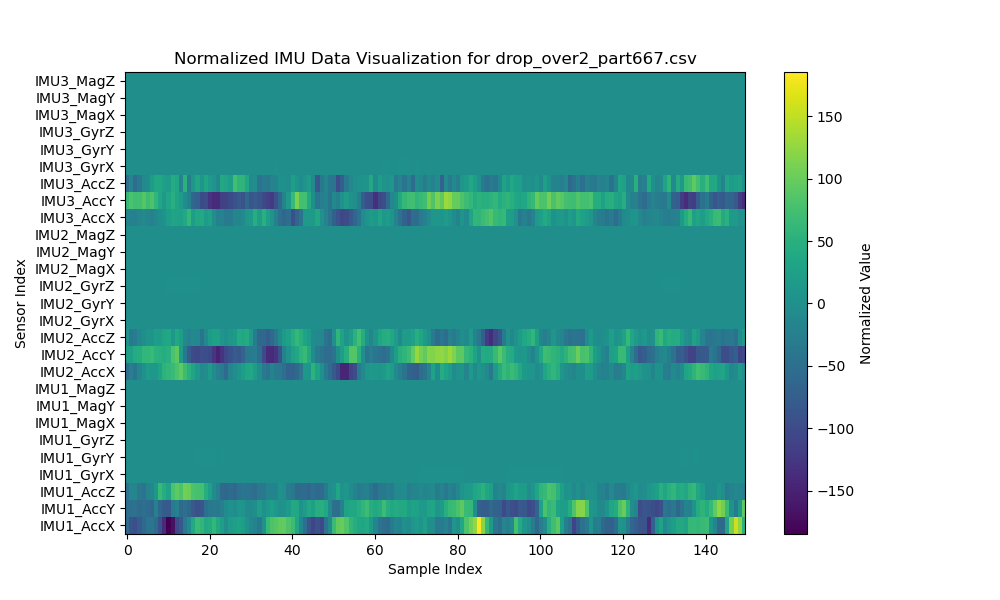 Normalized IMU Data Visualization for drop_over2_part667.csv
IMU3_MagZ
IMU3_MagY
IMU3_MagX
IMU3_GyrZ
IMU3_GyrY
IMU3_GyrX
IMU3_AccZ
IMU3_AccY
IMU3_AccX
IMU2_MagZ
IMU2_MagY
IMU2_MagX
IMU2_GyrZ
IMU2_GyrY
IMU2_GyrX
IMU2_AccZ
IMU2_AccY
IMU2_AccX
IMU1_MagZ
IMU1_MagY
IMU1_MagX
IMU1_GyrZ
IMU1_GyrY
IMU1_GyrX
IMU1_AccZ
IMU1_AccY
IMU1_AccX
Sensor Index
0 20 40 60 80 100 120 140
Sample Index
150
100
50
0
−50
−100
−150
Normalized Value